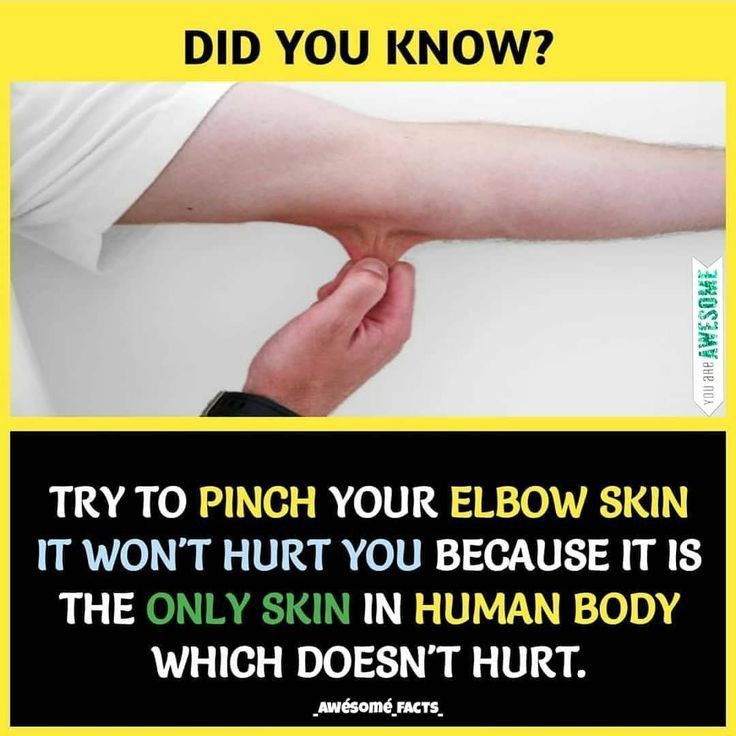 DID YOU KNOW?
YOU ARE AWESOME
TRY TO PINCH YOUR ELBOW SKIN
IT WON'T HURT YOU BECAUSE IT IS
THE ONLY SKIN IN HUMAN BODY
WHICH DOESN'T HURT.
_AWéSOMé_FACTS_